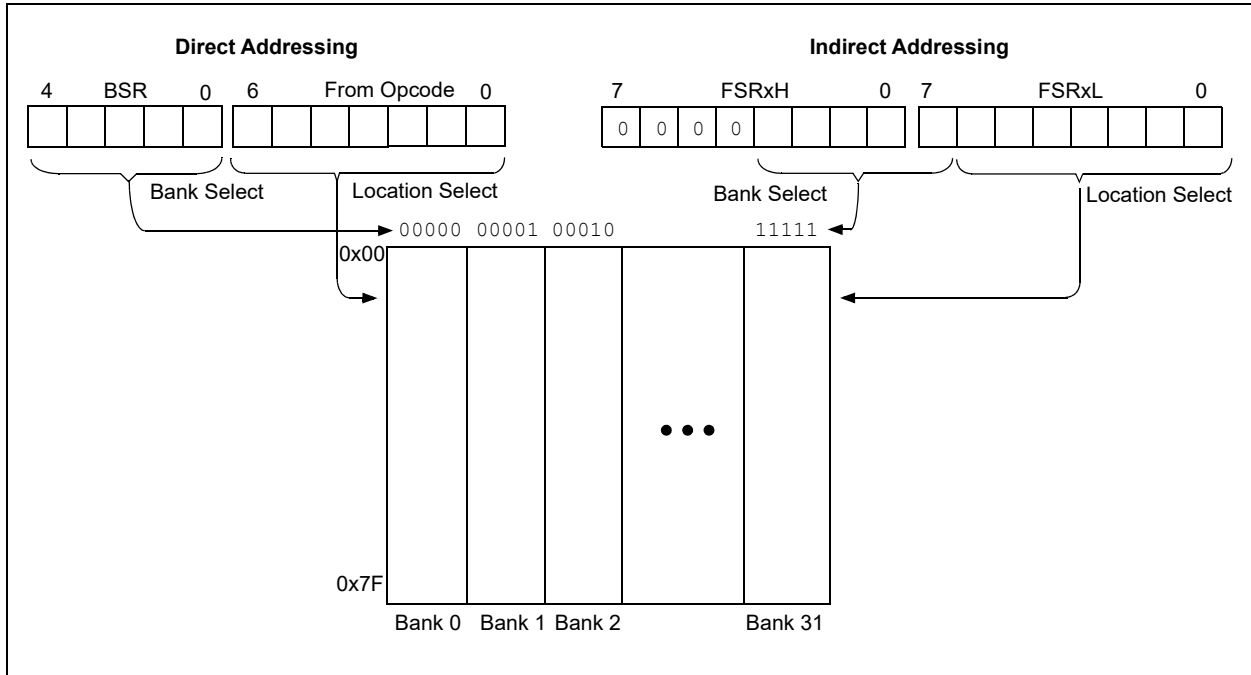 Direct Addressing
Indirect Addressing
4 BSR 0 6 From Opcode 0
7 FSRxH 0 7 FSRxL 0
0 0 0 0
Bank Select
Location Select
Bank Select
Location Select
00000 00001 00010 11111
0x00
0x7F
Bank 0 Bank 1 Bank 2 Bank 31